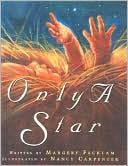 Only A
Star
WRITTEN BY MARGERY FACKLAM
ILLUSTRATED BY NANCY CARPENTER